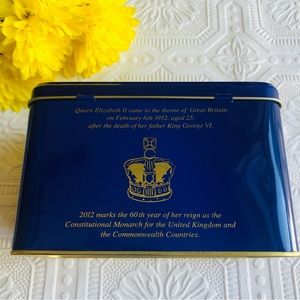 Queen Elizabeth II came to the throne of Great Britain
on February 6th 1952, aged 25,
after the death of her father King George VI.
2012 marks the 60th year of her reign as the
Constitutional Monarch for the United Kingdom and
the Commonwealth Countries.